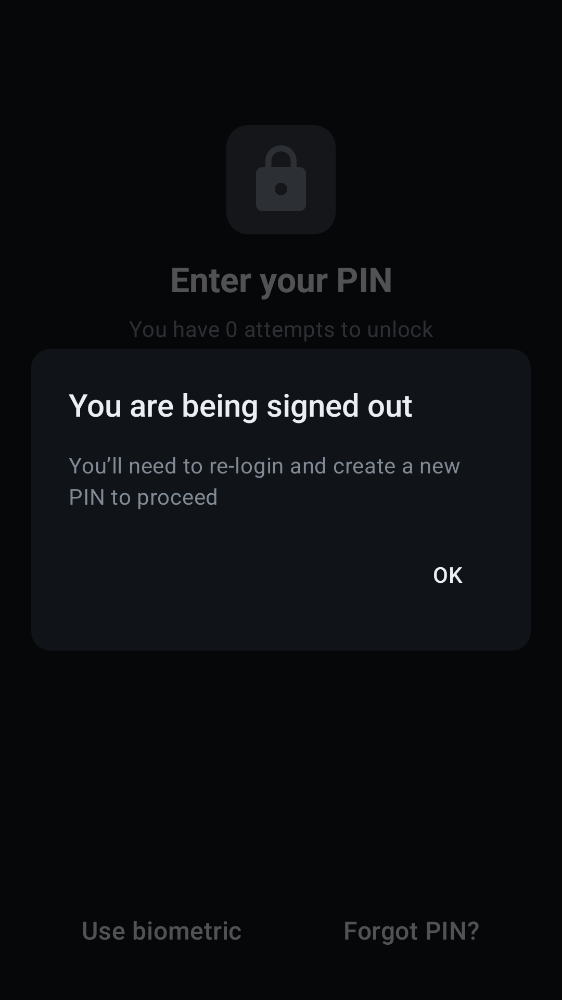 Enter your PIN
You have 0 attempts to unlock
You are being signed out
You’ll need to re-login and create a new
PIN to proceed
OK
Use biometric
Forgot PIN?